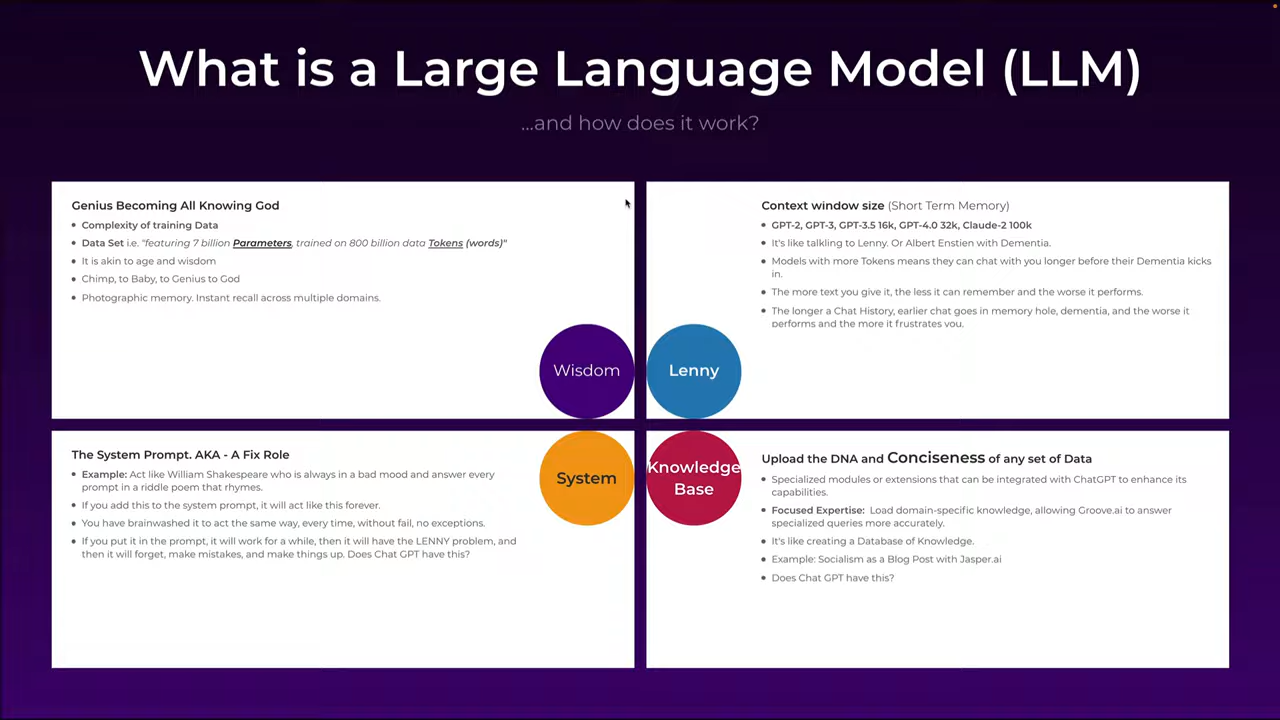 What is a Large Language Model (LLM)
...and how does it work?
Genius Becoming All Knowing God
• Complexity of training Data
• Data Set i.e. "featuring 7 billion Parameters, trained on 800 billion data Tokens (words)"
• It is akin to age and wisdom
• Chimp, to Baby, to Genius to God
• Photographic memory. Instant recall across multiple domains.
Wisdom
Context window size (Short Term Memory)
• GPT-2, GPT-3, GPT-3.5 16k, GPT-4.0 32k, Claude-2 100k
• It's like talkling to Lenny. Or Albert Enstien with Dementia.
• Models with more Tokens means they can chat with you longer before their Dementia kicks
in.
• The more text you give it, the less it can remember and the worse it performs.
• The longer a Chat History, earlier chat goes in memory hole, dementia, and the worse it
performs and the more it frustrates you.
Lenny
The System Prompt. AKA - A Fix Role
• Example: Act like William Shakespeare who is always in a bad mood and answer every
prompt in a riddle poem that rhymes.
• If you add this to the system prompt, it will act like this forever.
• You have brainwashed it to act the same way, every time, without fail, no exceptions.
• If you put it in the prompt, it will work for a while, then it will have the LENNY problem, and
then it will forget, make mistakes, and make things up. Does Chat GPT have this?
System
Knowledge
Base
Upload the DNA and Conciseness of any set of Data
• Specialized modules or extensions that can be integrated with ChatGPT to enhance its
capabilities.
• Focused Expertise: Load domain-specific knowledge, allowing Groove.ai to answer
specialized queries more accurately.
• It's like creating a Database of Knowledge.
• Example: Socialism as a Blog Post with Jasper.ai
• Does Chat GPT have this?